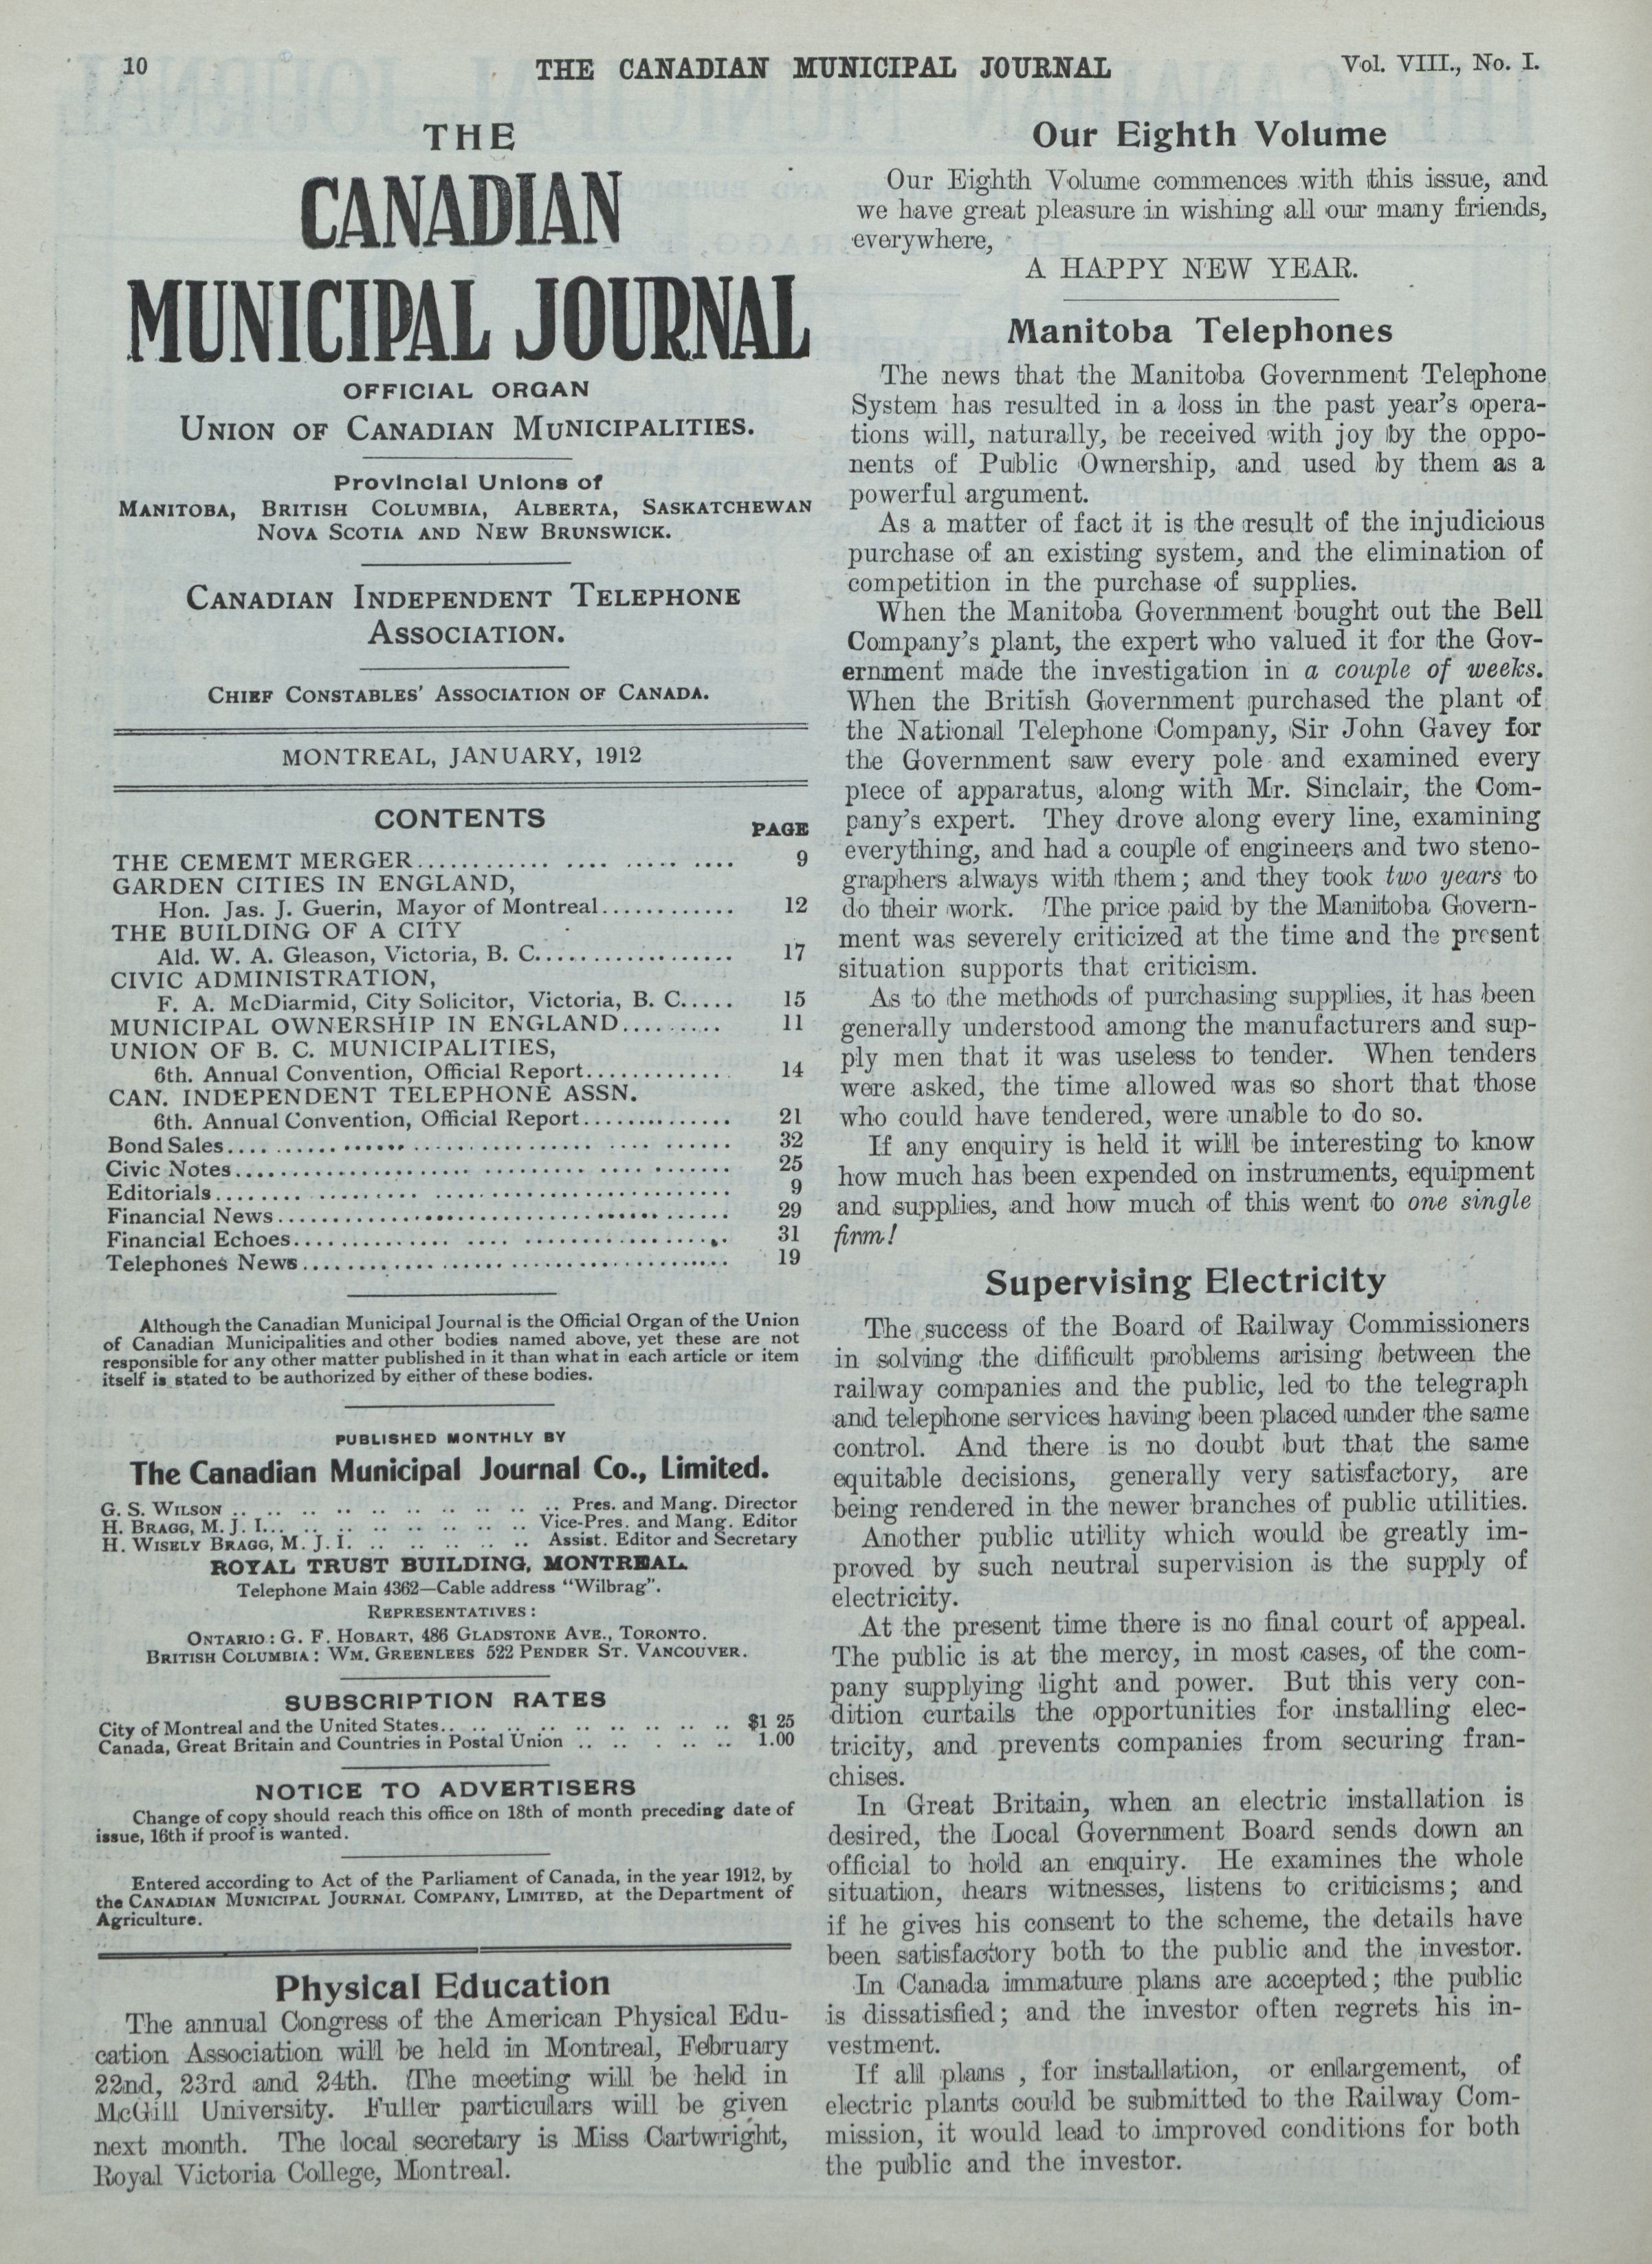 10
THE CANADIAN MUNICIPAL JOURNAL
Vol. VIII., No. I.
THE
CANADIAN
MUNICIPAL JOURNAL
OFFICIAL ORGAN
UNION OF CANADIAN MUNICIPALITIES.
Provincial Unions of
MANITOBA, BRITISH COLUMBIA, ALBERTA, SASKATCHEWAN
NOVA SCOTIA AND NEW BRUNSWICK.
CANADIAN INDEPENDENT TELEPHONE
ASSOCIATION.
CHIEF CONSTABLES' ASSOCIATION OF CANADA.
MONTREAL, JANUARY, 1912
CONTENTS
PAGE
THE CEMEMT MERGER............ .... ..... .... 9
GARDEN CITIES IN ENGLAND,
Hon. Jas. J. Guerin, Mayor of Montreal............ 12
THE BUILDING OF A CITY
Ald. W. A. Gleason, Victoria, B. C.................. 17
CIVIC ADMINISTRATION,
F. A. McDiarmid, City Solicitor, Victoria, B. C..... 15
MUNICIPAL OWNERSHIP IN ENGLAND......... 11
UNION OF B. C. MUNICIPALITIES,
6th. Annual Convention, Official Report............. 14
CAN. INDEPENDENT TELEPHONE ASSN.
6th. Annual Convention, Official Report.............. 21
Bond Sales.... .......... ...... ................. .... ...... 32
Civic Notes...................... ......... .... ....... 25
Editorials........ ......... ............................. 9
Financial News............................................ 29
Financial Echoes.............. .... .................... 31
Telephones News.......................................... 19
Although the Canadian Municipal Journal is the Official Organ of the Union
of Canadian Municipalities and other bodies named above, yet these are not
responsible for any other matter published in it than what in each article or item
itself is stated to be authorized by either of these bodies.
PUBLISHED MONTHLY BY
The Canadian Municipal Journal Co., Limited.
G. S. WILSON .. .. .. .. .. .. .. .. .. .. Pres. and Mang. Director
H. BRAGG, M. J. I... .. .. .. .. .. .. .. Vice-Pres. and Mang. Editor
H. WISELY BRAGG, M. J. I. .. .. .. .. .. Assist. Editor and Secretary
ROYAL TRUST BUILDING, MONTREAL.
Telephone Main 4362—Cable address "Wilbrag".
REPRESENTATIVES:
ONTARIO: G. F. HOBART, 486 GLADSTONE AVE., TORONTO.
BRITISH COLUMBIA: WM. GREENLEES 522 PENDER ST. VANCOUVER.
SUBSCRIPTION RATES
City of Montreal and the United States.. .. .. .. .. .. .. .. .. $1 25
Canada, Great Britain and Countries in Postal Union .. .. . .. .. 1.00
NOTICE TO ADVERTISERS
Change of copy should reach this office on 18th of month preceding date of
issue, 16th if proof is wanted.
Entered according to Act of the Parliament of Canada, in the year 1912, by
the CANADIAN MUNICIPAL JOURNAL COMPANY, LIMITED, at the Department of
Agriculture.
Physical Education
The annual Congress of the American Physical Edu-
cation Association will be held in Montreal, February
22nd, 23rd and 24th. The meeting will be held in
McGill University. Fuller particulars will be given
next month. The local secretary is Miss Cartwright,
Royal Victoria College, Montreal.
Our Eighth Volume
Our Eighth Volume commences with this issue, and
we have great pleasure in wishing all our many friends,
everywhere,
A HAPPY NEW YEAR.
Manitoba Telephones
The news that the Manitoba Government Telephone
System has resulted in a loss in the past year's opera-
tions will, naturally, be received with joy by the oppo-
nents of Public Ownership, and used by them as a
powerful argument.
As a matter of fact it is the result of the injudicious
purchase of an existing system, and the elimination of
competition in the purchase of supplies.
When the Manitoba Government bought out the Bell
Company's plant, the expert who valued it for the Gov-
ernment made the investigation in a couple of weeks.
When the British Government purchased the plant of
the National Telephone Company, Sir John Gavey for
the Government saw every pole and examined every
piece of apparatus, along with Mr. Sinclair, the Com-
pany's expert. They drove along every line, examining
everything, and had a couple of engineers and two steno-
graphers always with them; and they took two years to
do their work. The price paid by the Manitoba Govern-
ment was severely criticized at the time and the present
situation supports that criticism.
As to the methods of purchasing supplies, it has been
generally understood among the manufacturers and sup-
ply men that it was useless to tender. When tenders
were asked, the time allowed was so short that those
who could have tendered, were unable to do so.
If any enquiry is held it will be interesting to know
how much has been expended on instruments, equipment
and supplies, and how much of this went to one single
firm!
Supervising Electricity
The success of the Board of Railway Commissioners
in solving the difficult problems arising between the
railway companies and the public, led to the telegraph
and telephone services having been placed under the same
control. And there is no doubt but that the same
equitable decisions, generally very satisfactory, are
being rendered in the newer branches of public utilities.
Another public utility which would be greatly im-
proved by such neutral supervision is the supply of
electricity.
At the present time there is no final court of appeal.
The public is at the mercy, in most cases, of the com-
pany supplying light and power. But this very con-
dition curtails the opportunities for installing elec-
tricity, and prevents companies from securing fran-
chises.
In Great Britain, when an electric installation is
desired, the Local Government Board sends down an
official to hold an enquiry. He examines the whole
situation, hears witnesses, listens to criticisms; and
if he gives his consent to the scheme, the details have
been satisfactory both to the public and the investor.
In Canada immature plans are accepted; the public
is dissatisfied; and the investor often regrets his in-
vestment.
If all plans , for installation, or enlargement, of
electric plants could be submitted to the Railway Com-
mission, it would lead to improved conditions for both
the public and the investor.